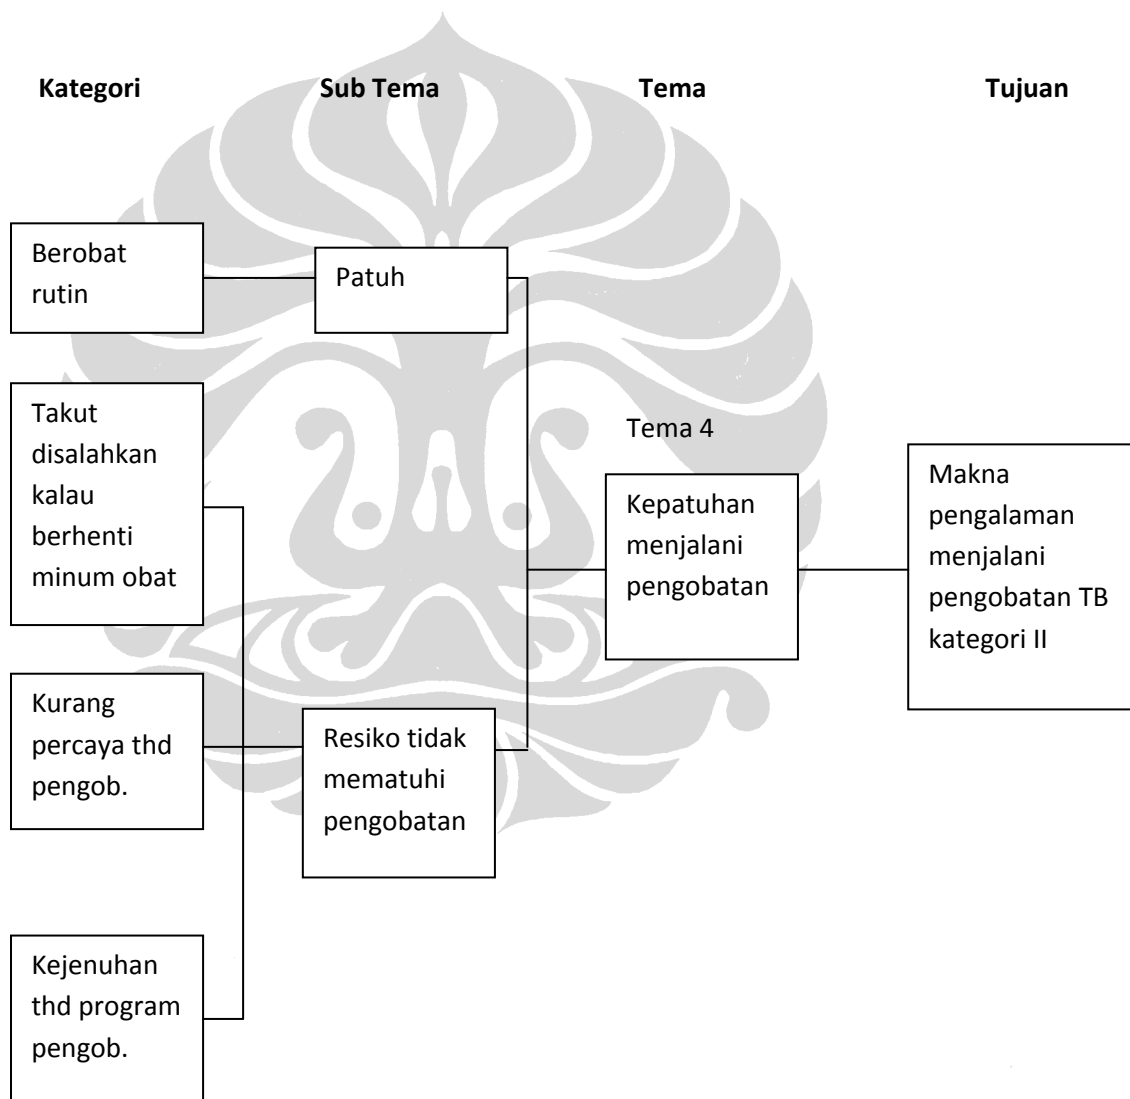 Kategori
Sub Tema
Tema
Tujuan
Berobat
rutin
Patuh
Takut
disalahkan
kalau
berhenti
minum obat
Tema 4
Kepatuhan
menjalani
pengobatan
Makna
pengalaman
menjalani
pengobatan TB
kategori II
Kurang
percaya thd
pengob.
Resiko tidak
mematuhi
pengobatan
Kejenuhan
thd program
pengob.